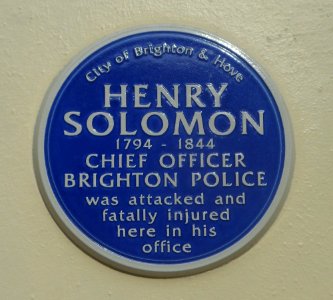 City of Brighton & Hove
HENRY
SOLOMON
1794 - 1844
CHIEF OFFICER
BRIGHTON POLICE
was attacked and
fatally injured
here in his
office